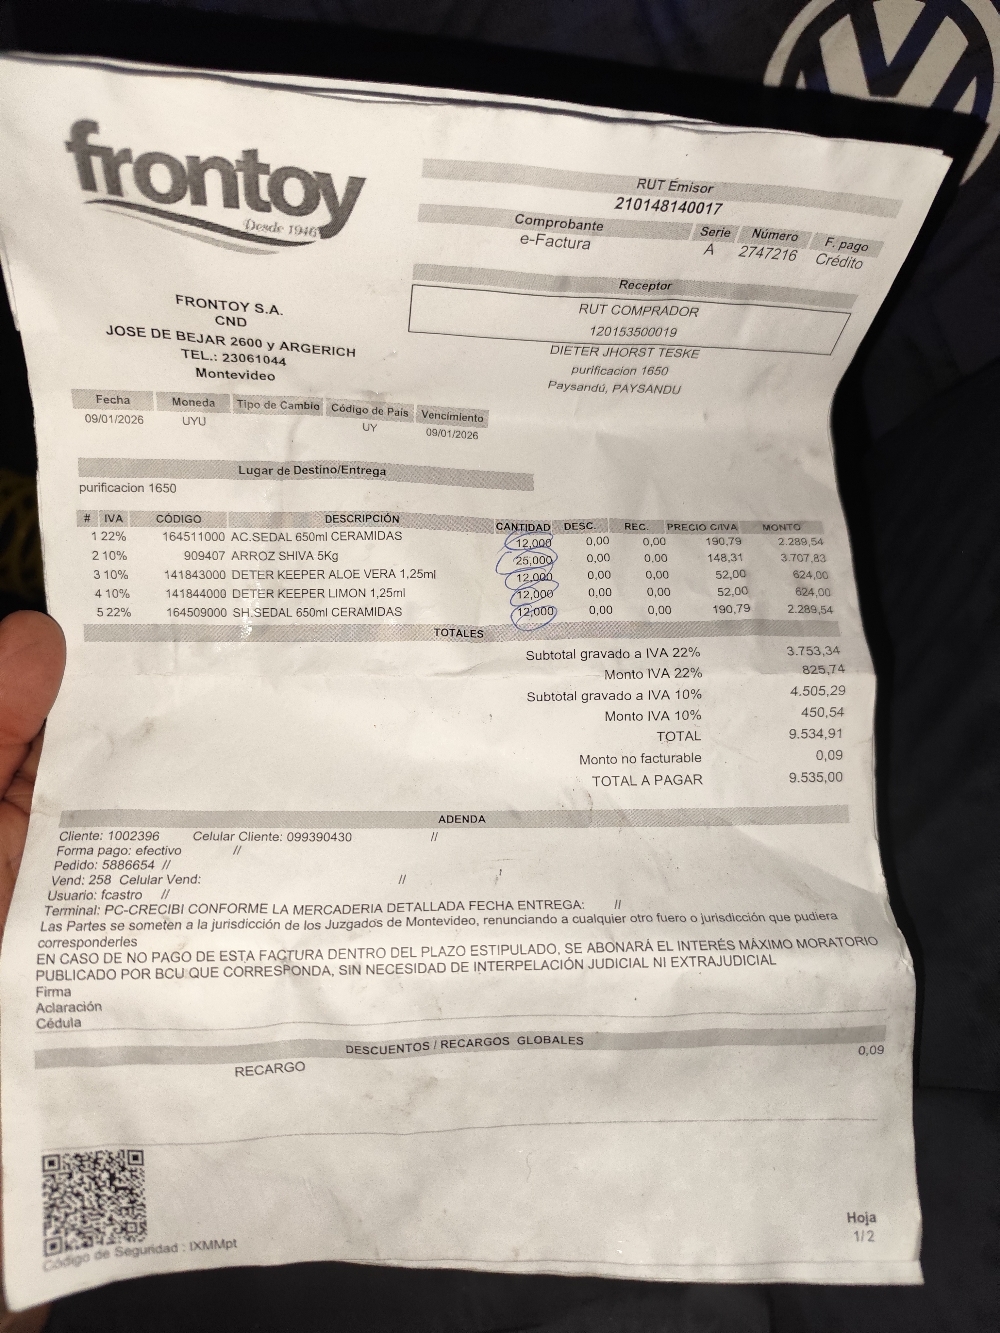 frontoy
Desde 1946
RUT Émisor
210148140017
Comprobante Serie Número F. pago
e-Factura A 2747216 Crédito
Receptor
RUT COMPRADOR
120153500019
DIETER JHORST TESKE
purificacion 1650
Paysandú, PAYSANDU
FRONTOY S.A.
CND
JOSE DE BEJAR 2600 y ARGERICH
TEL.: 23061044
Montevideo
Fecha Moneda Tipo de Cambio Código de País Vencimiento
09/01/2026 UYU UY 09/01/2026
Lugar de Destino/Entrega
purificacion 1650
# IVA CÓDIGO DESCRIPCIÓN CANTIDAD DESC. REC. PRECIO C/IVA MONTO
1 22% 164511000 AC.SEDAL 650ml CERAMIDAS 12,000 0,00 0,00 190,79 2.289,54
2 10% 909407 ARROZ SHIVA 5Kg 25,000 0,00 0,00 148,31 3.707,83
3 10% 141843000 DETER KEEPER ALOE VERA 1,25ml 12,000 0,00 0,00 52,00 624,00
4 10% 141844000 DETER KEEPER LIMON 1,25ml 12,000 0,00 0,00 52,00 624,00
5 22% 164509000 SH.SEDAL 650ml CERAMIDAS 12,000 0,00 0,00 190,79 2.289,54
TOTALES
Subtotal gravado a IVA 22% 3.753,34
Monto IVA 22% 825,74
Subtotal gravado a IVA 10% 4.505,29
Monto IVA 10% 450,54
TOTAL 9.534,91
Monto no facturable 0,09
TOTAL A PAGAR 9.535,00
ADENDA
Cliente: 1002396 Celular Cliente: 099390430 //
Forma pago: efectivo //
Pedido: 5886654 //
Vend: 258 Celular Vend: //
Usuario: fcastro //
Terminal: PC-CRECIBI CONFORME LA MERCADERIA DETALLADA FECHA ENTREGA: //
Las Partes se someten a la jurisdicción de los Juzgados de Montevideo, renunciando a cualquier otro fuero o jurisdicción que pudiera
corresponderles
EN CASO DE NO PAGO DE ESTA FACTURA DENTRO DEL PLAZO ESTIPULADO, SE ABONARÁ EL INTERÉS MÁXIMO MORATORIO
PUBLICADO POR BCU QUE CORRESPONDA, SIN NECESIDAD DE INTERPELACIÓN JUDICIAL NI EXTRAJUDICIAL
Firma
Aclaración
Cédula
DESCUENTOS / RECARGOS GLOBALES
RECARGO 0,09
Hoja
1/2
Código de Seguridad : IXMMpt